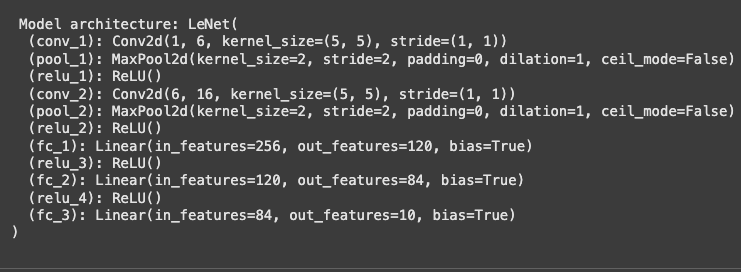 Model architecture: LeNet(
(conv_1): Conv2d(1, 6, kernel_size=(5, 5), stride=(1, 1))
(pool_1): MaxPool2d(kernel_size=2, stride=2, padding=0, dilation=1, ceil_mode=False)
(relu_1): ReLU()
(conv_2): Conv2d(6, 16, kernel_size=(5, 5), stride=(1, 1))
(pool_2): MaxPool2d(kernel_size=2, stride=2, padding=0, dilation=1, ceil_mode=False)
(relu_2): ReLU()
(fc_1): Linear(in_features=256, out_features=120, bias=True)
(relu_3): ReLU()
(fc_2): Linear(in_features=120, out_features=84, bias=True)
(relu_4): ReLU()
(fc_3): Linear(in_features=84, out_features=10, bias=True)
)